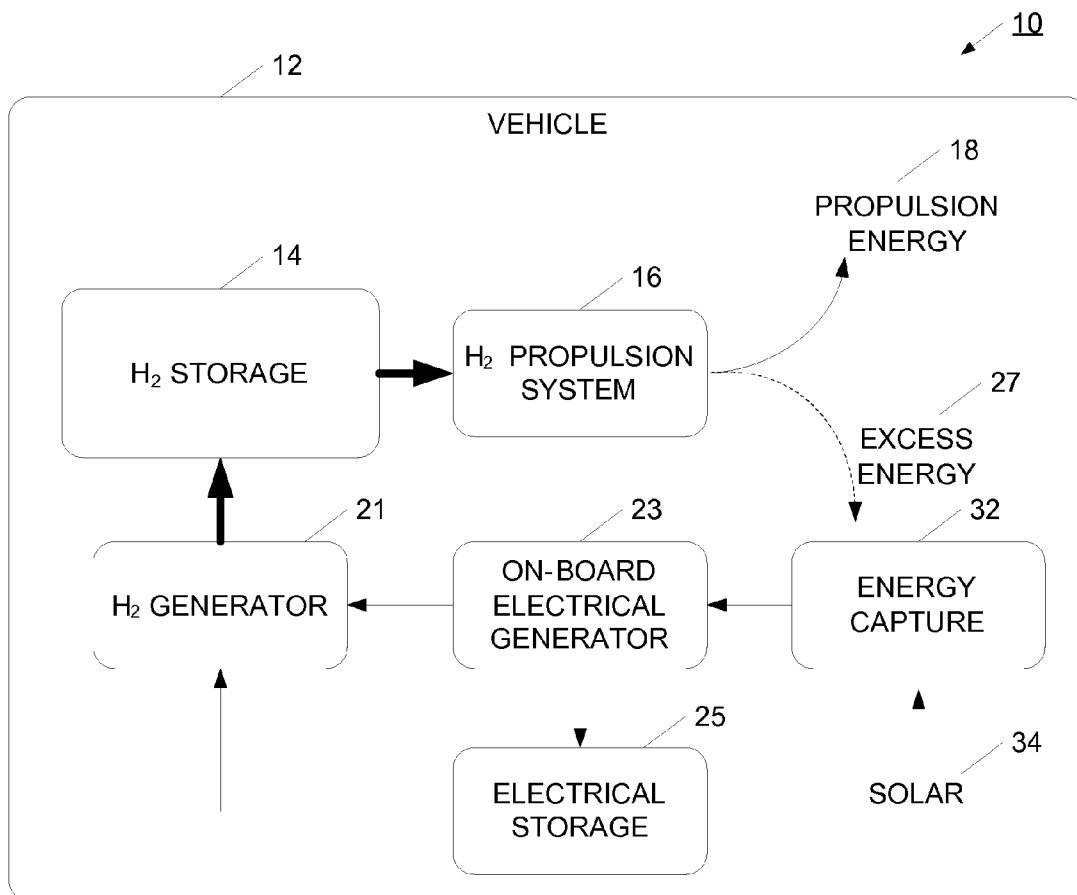 10
12
VEHICLE
18
PROPULSION
ENERGY
14
H₂ STORAGE
16
H₂ PROPULSION
SYSTEM
27
EXCESS
ENERGY
21
H₂ GENERATOR
23
ON-BOARD
ELECTRICAL
GENERATOR
32
ENERGY
CAPTURE
25
ELECTRICAL
STORAGE
34
SOLAR